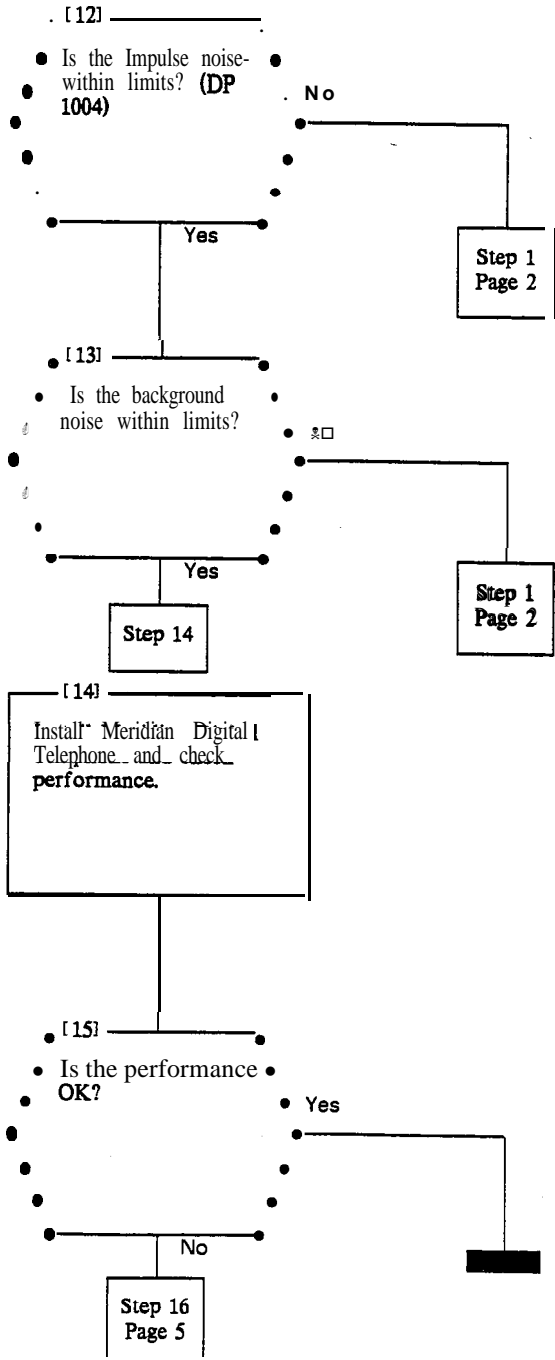 [12]
Is the Impulse noise-
within limits? (DP
1004)
No
Yes
Step 1
Page 2
[13]
Is the background
noise within limits?
Yes
Step 1
Page 2
Step 14
[14]
Install Meridian Digital
Telephone and check
performance.
[15]
Is the performance
OK?
Yes
No
Step 16
Page 5